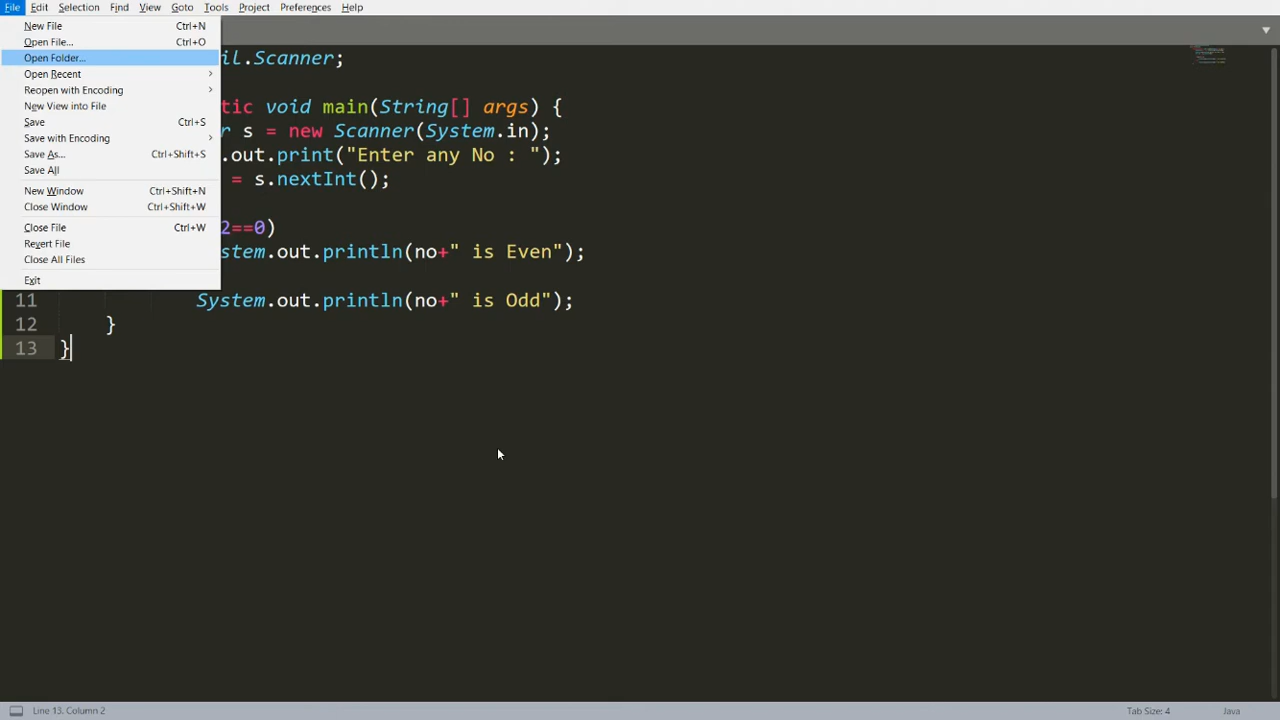 File Edit Selection Find View Goto Tools Project Preferences Help
New File Ctrl+N
Open File... Ctrl+O
Open Folder...
Open Recent
Reopen with Encoding
New View into File
Save Ctrl+S
Save with Encoding
Save As... Ctrl+Shift+S
Save All
New Window Ctrl+Shift+N
Close Window Ctrl+Shift+W
Close File Ctrl+W
Revert File
Close All Files
Exit
il.Scanner;
tic void main(String[] args) {
r s = new Scanner(System.in);
.out.print("Enter any No : ");
= s.nextInt();
2==0)
stem.out.println(no+" is Even");
11 System.out.println(no+" is Odd");
12 }
13 }
Line 13, Column 2 Tab Size: 4 Java